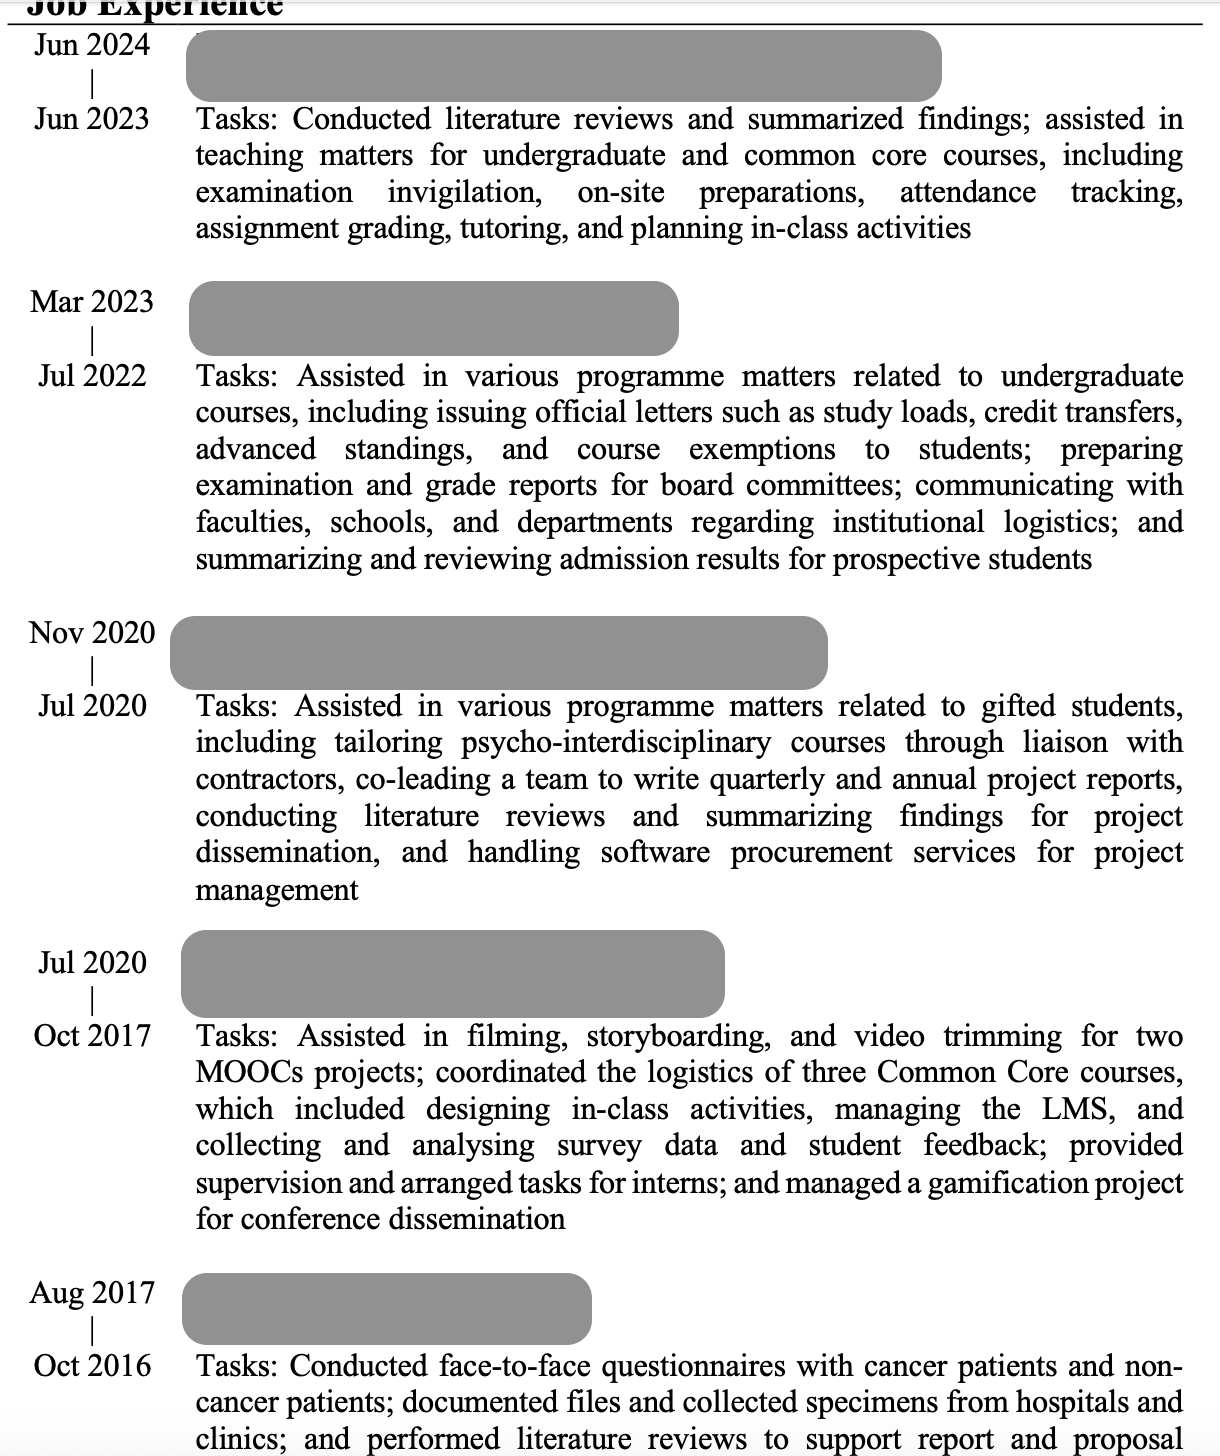 Job Experience
Jun 2024
|
Jun 2023
Tasks: Conducted literature reviews and summarized findings; assisted in
teaching matters for undergraduate and common core courses, including
examination invigilation, on-site preparations, attendance tracking,
assignment grading, tutoring, and planning in-class activities
Mar 2023
|
Jul 2022
Tasks: Assisted in various programme matters related to undergraduate
courses, including issuing official letters such as study loads, credit transfers,
advanced standings, and course exemptions to students; preparing
examination and grade reports for board committees; communicating with
faculties, schools, and departments regarding institutional logistics; and
summarizing and reviewing admission results for prospective students
Nov 2020
|
Jul 2020
Tasks: Assisted in various programme matters related to gifted students,
including tailoring psycho-interdisciplinary courses through liaison with
contractors, co-leading a team to write quarterly and annual project reports,
conducting literature reviews and summarizing findings for project
dissemination, and handling software procurement services for project
management
Jul 2020
|
Oct 2017
Tasks: Assisted in filming, storyboarding, and video trimming for two
MOOCs projects; coordinated the logistics of three Common Core courses,
which included designing in-class activities, managing the LMS, and
collecting and analysing survey data and student feedback; provided
supervision and arranged tasks for interns; and managed a gamification project
for conference dissemination
Aug 2017
|
Oct 2016
Tasks: Conducted face-to-face questionnaires with cancer patients and non-
cancer patients; documented files and collected specimens from hospitals and
clinics; and performed literature reviews to support report and proposal